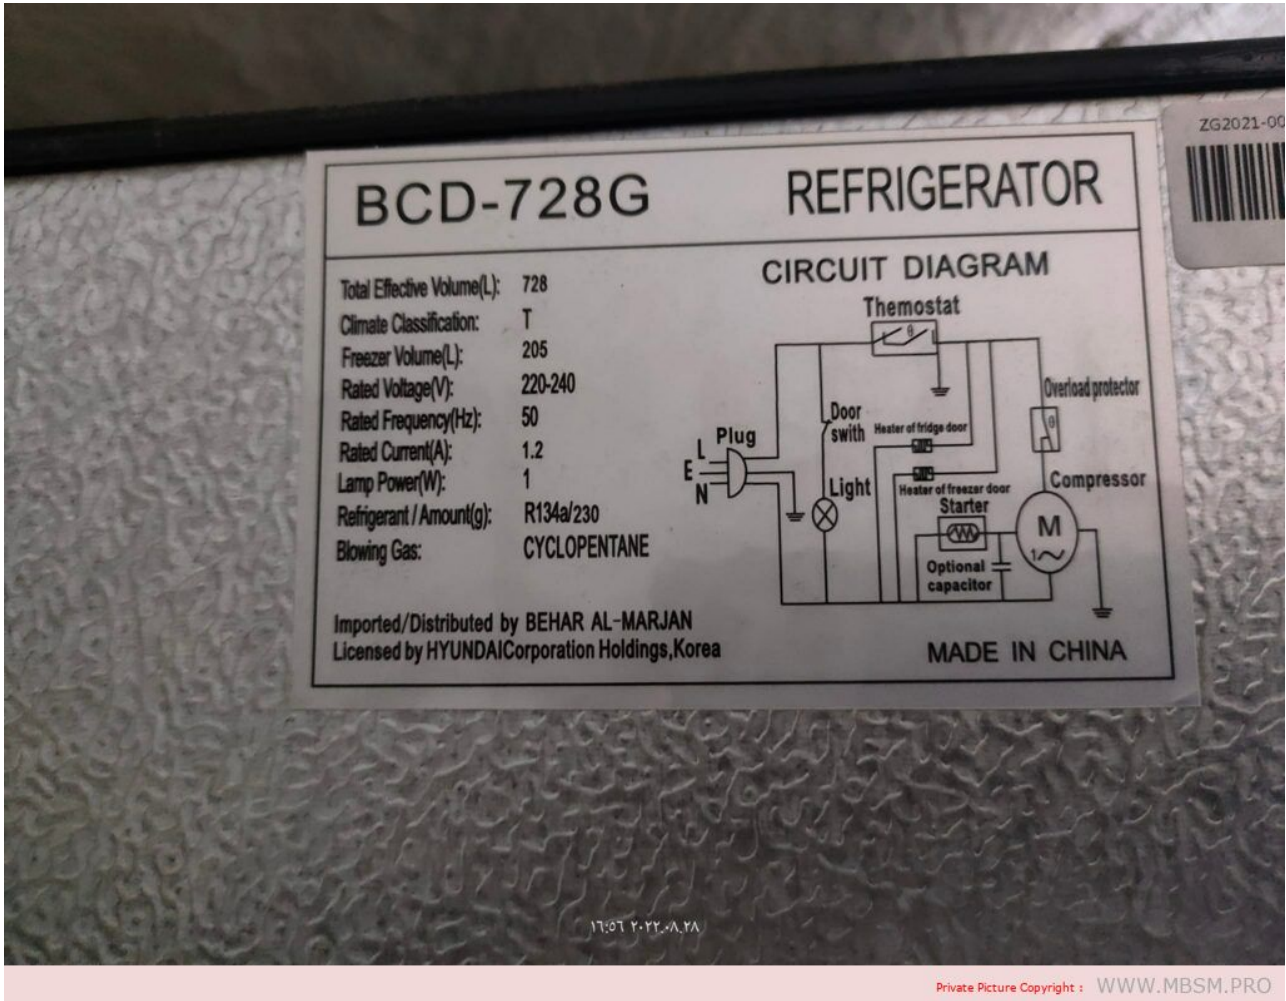 ZG2021-00
BCD-728G
REFRIGERATOR
Total Effective Volume(L): 728
Climate Classification: T
Freezer Volume(L): 205
Rated Voltage(V): 220-240
Rated Frequency(Hz): 50
Rated Current(A): 1.2
Lamp Power(W): 1
Refrigerant / Amount(g): R134a/230
Blowing Gas: CYCLOPENTANE
Imported/Distributed by BEHAR AL-MARJAN
Licensed by HYUNDAICorporation Holdings,Korea
CIRCUIT DIAGRAM
Themostat
θ
Overload protector
θ
Door
swith
Heater of fridge door
Plug
L
E
N
Light
Heater of freezer door
Compressor
Starter
M
1~
Optional
capacitor
MADE IN CHINA
١٦:٥٦ ٢٠٢٢.٠٨.٢٨
Private Picture Copyright : WWW.MBSM.PRO